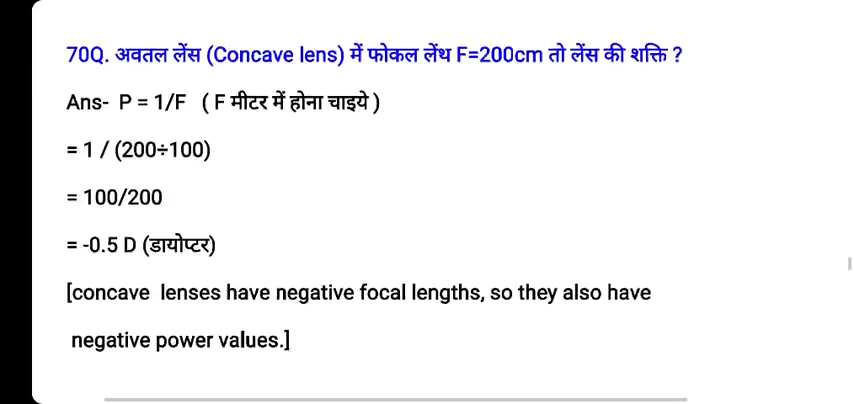 70Q. अवतल लेंस (Concave lens) में फोकल लेंथ F=200cm तो लेंस की शक्ति ?
Ans- P = 1/F ( F मीटर में होना चाइये )
= 1 / (200÷100)
= 100/200
= -0.5 D (डायोप्टर)
[concave lenses have negative focal lengths, so they also have
negative power values.]